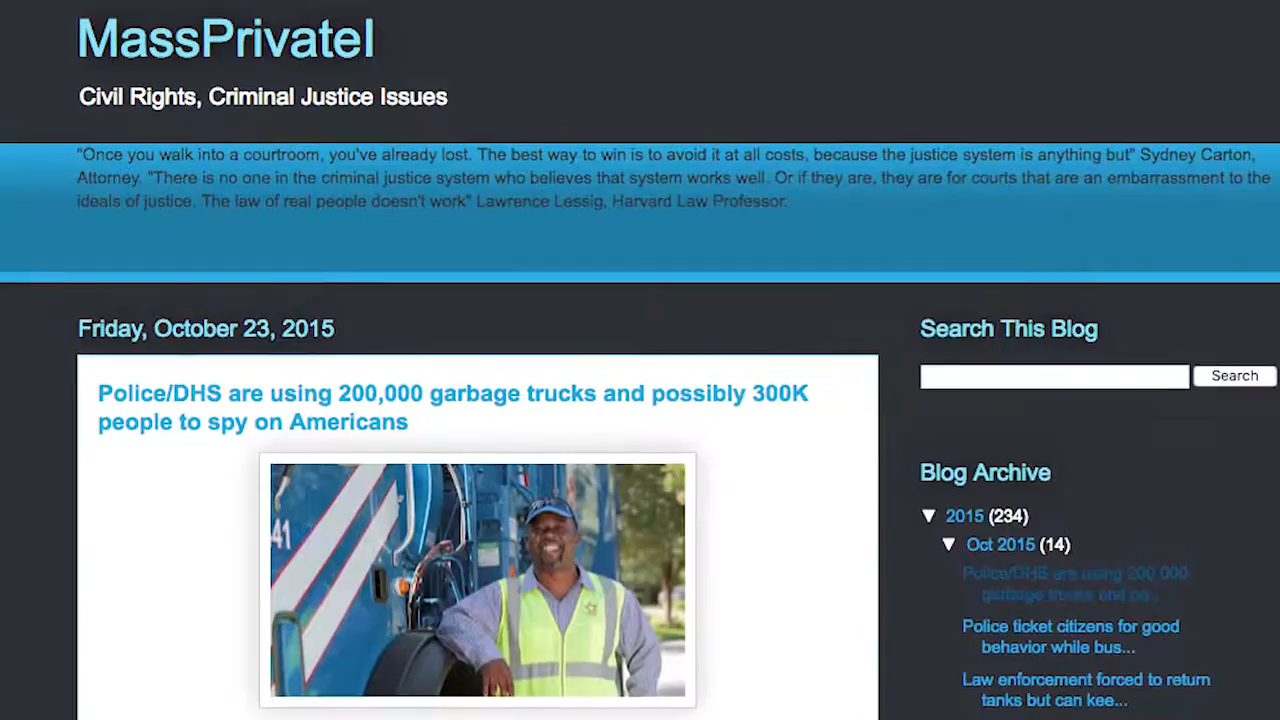 MassPrivateI
Civil Rights, Criminal Justice Issues
"Once you walk into a courtroom, you've already lost. The best way to win is to avoid it at all costs, because the justice system is anything but" Sydney Carton,
Attorney. "There is no one in the criminal justice system who believes that system works well. Or if they are, they are for courts that are an embarrassment to the
ideals of justice. The law of real people doesn't work" Lawrence Lessig, Harvard Law Professor.
Friday, October 23, 2015
Police/DHS are using 200,000 garbage trucks and possibly 300K
people to spy on Americans
41
Search This Blog
Search
Blog Archive
▼ 2015 (234)
▼ Oct 2015 (14)
Police/DHS are using 200,000
garbage trucks and po...
Police ticket citizens for good
behavior while bus...
Law enforcement forced to return
tanks but can kee...